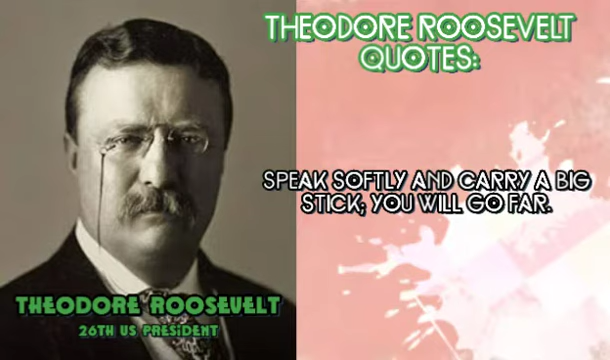 THEODORE ROOSEVELT
QUOTES:
SPEAK SOFTLY AND CARRY A BIG
STICK; YOU WILL GO FAR.
THEODORE ROOSEVELT
26TH US PRESIDENT